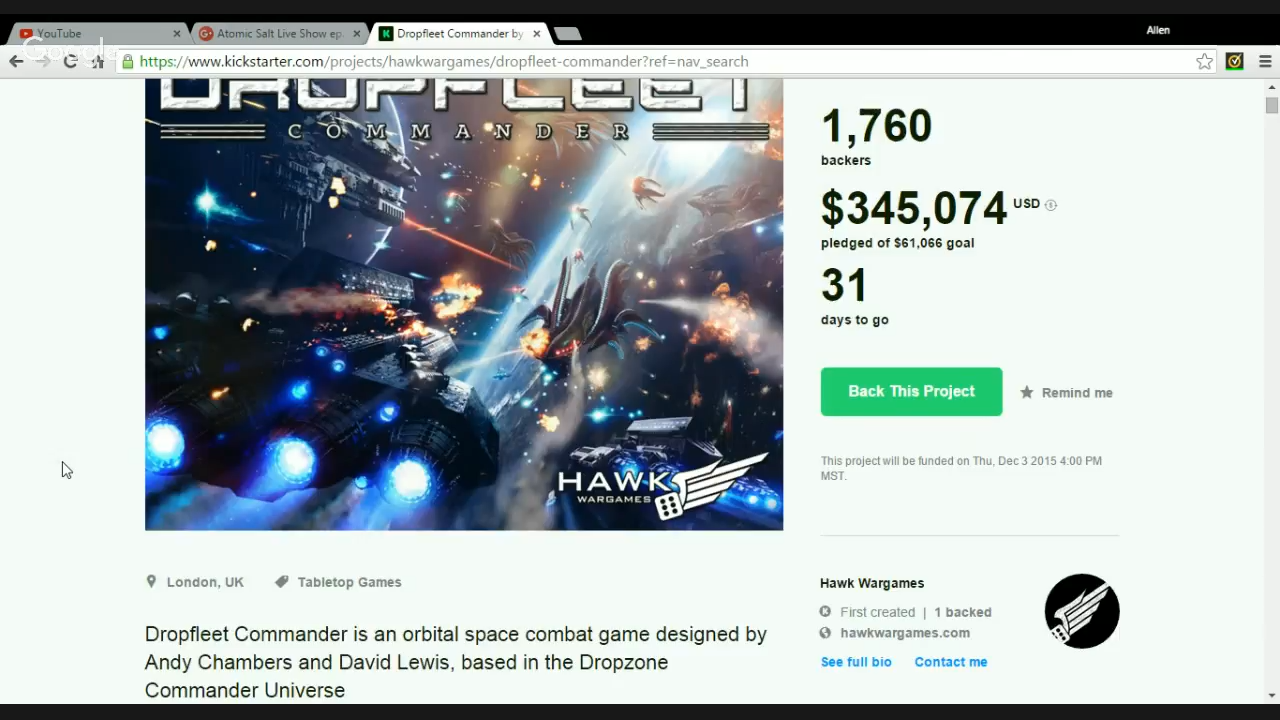 YouTube
Atomic Salt Live Show ep.
Dropfleet Commander by
Allen
Google
https://www.kickstarter.com/projects/hawkwargames/dropfleet-commander?ref=nav_search
DROPFLEET
COMMANDER
HAWK
WARGAMES
1,760
backers
$345,074 USD
pledged of $61,066 goal
31
days to go
Back This Project
Remind me
This project will be funded on Thu, Dec 3 2015 4:00 PM
MST.
London, UK
Tabletop Games
Dropfleet Commander is an orbital space combat game designed by
Andy Chambers and David Lewis, based in the Dropzone
Commander Universe
Hawk Wargames
First created | 1 backed
hawkwargames.com
See full bio
Contact me